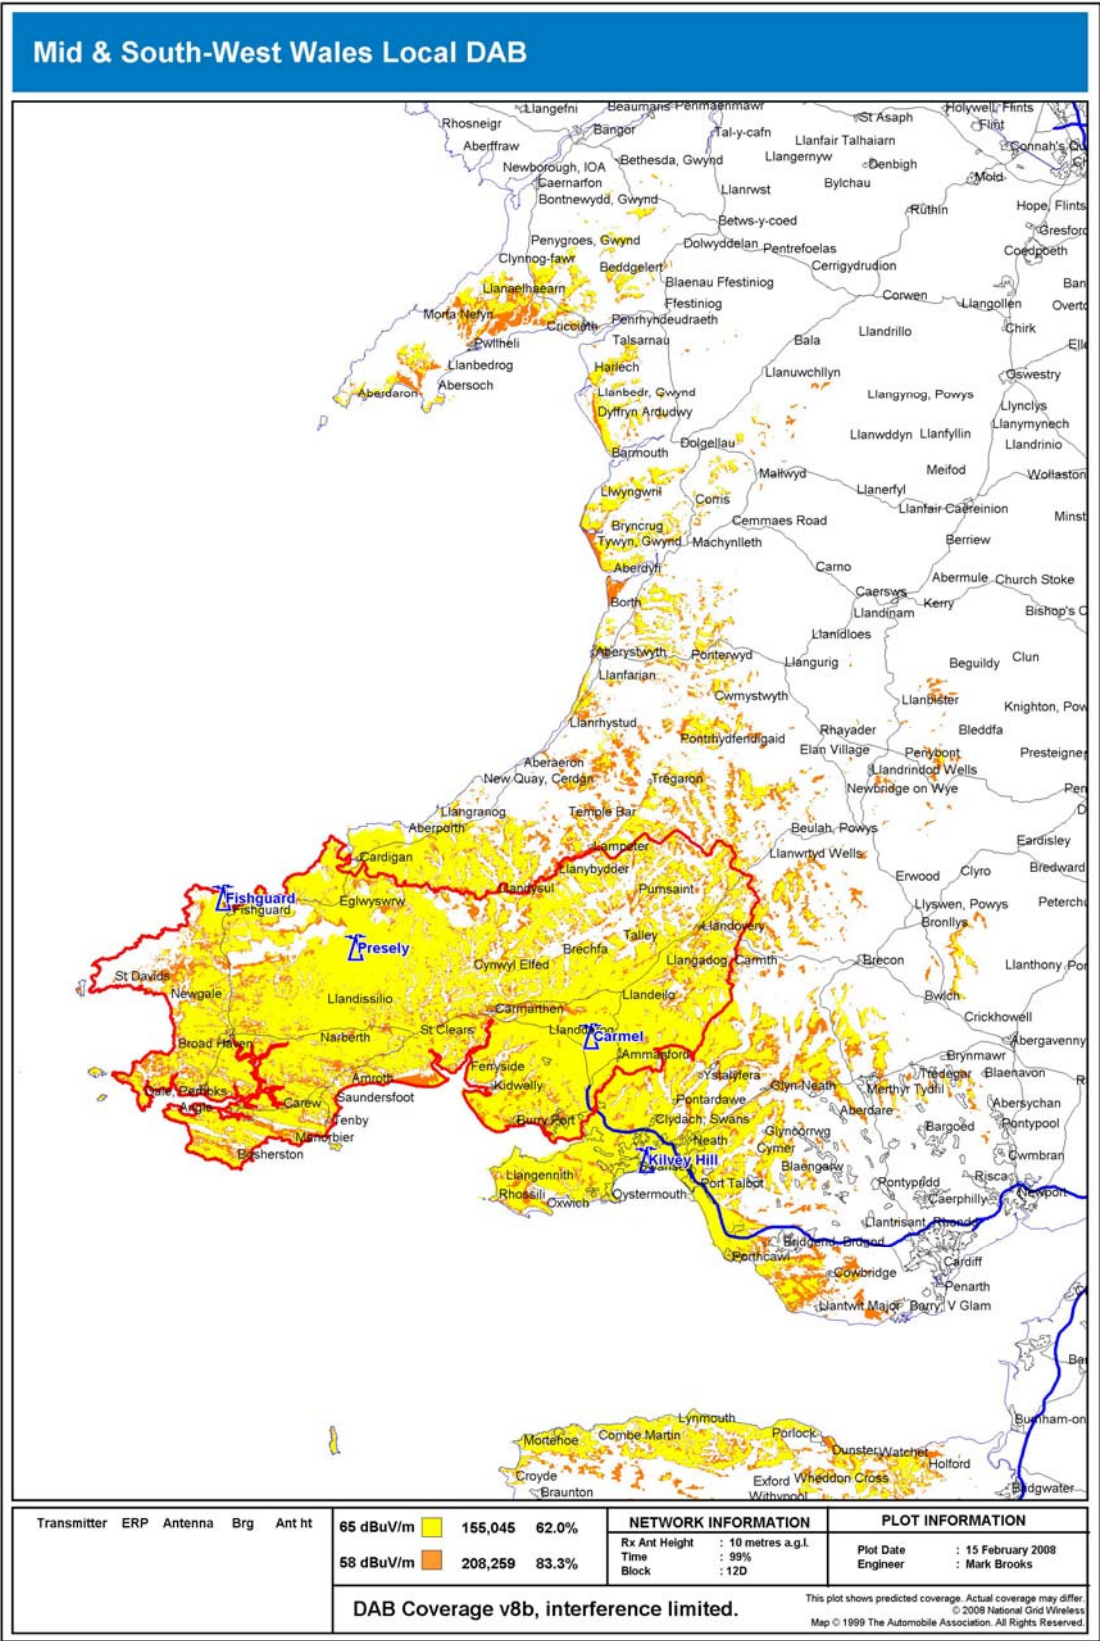 Mid & South-West Wales Local DAB
Llangefni
Beaumaris
Penmaenmawr
Holywell, Flints
Rhosneigr
Bangor
Tal-y-cafn
St Asaph
Flint
Aberffraw
Llanfair Talhaiarn
Newborough, IOA
Bethesda, Gwynd
Llangernyw
Denbigh
Caernarfon
Llanrwst
Bylchau
Mold
Bontnewydd, Gwynd
Ruthin
Hope, Flints
Betws-y-coed
Penygroes, Gwynd
Dolwyddelan
Pentrefoelas
Coedpoeth
Clynnog-fawr
Beddgelert
Cerrigydrudion
Llanaelhaearn
Blaenau Ffestiniog
Corwen
Llangollen
Morfa Nefyn
Criccieth
Ffestiniog
Penrhyndeudraeth
Llandrillo
Chirk
Pwllheli
Talsarnau
Bala
Llanbedrog
Harlech
Llanuwchllyn
Oswestry
Aberdaron
Abersoch
Llanbedr, Gwynd
Llangynog, Powys
Llynclys
Dyffryn Ardudwy
Llanwddyn
Llanfyllin
Llanymynech
Llandrinio
Barmouth
Dolgellau
Mallwyd
Meifod
Wollaston
Llwyngwril
Corris
Llanerfyl
Llanfair Caereinion
Bryncrug
Cemmaes Road
Tywyn, Gwynd
Machynlleth
Berriew
Aberdyfi
Carno
Abermule
Church Stoke
Borth
Caersws
Llandinam
Kerry
Aberystwyth
Ponterwyd
Llanidloes
Llangurig
Beguildy
Clun
Llanfarian
Cwmystwyth
Llanbister
Llanrhystud
Rhayader
Bleddfa
Pontrhydfendigaid
Elan Village
Penybont
Aberaeron
Llandrindod Wells
New Quay, Cerdgn
Tregaron
Newbridge on Wye
Llangranog
Temple Bar
Aberporth
Beulah, Powys
Eardisley
Cardigan
Lampeter
Llanwrtyd Wells
Llanybydder
Erwood
Clyro
Fishguard
Fishguard
Eglwyswrw
Llandysul
Pumsaint
Llyswen, Powys
Bronllys
Presely
Talley
Llandovery
Brechfa
St Davids
Cynwyl Elfed
Llangadog, Carmth
Brecon
Newgale
Llandissilio
Llandeilo
Bwlch
Carmarthen
Crickhowell
Broad Haven
Narberth
St Clears
Carmel
Abergavenny
Ammanford
Brynmawr
Amroth
Ferryside
Ystalyfera
Tredegar
Blaenavon
Kidwelly
Glyn-Neath
Merthyr Tydfil
Angle
Carew
Saundersfoot
Pontardawe
Aberdare
Abersychan
Tenby
Burry Port
Clydach, Swans
Bargoed
Pontypool
Manorbier
Neath
Glyncorrwg
Bosherston
Kilvey Hill
Cymer
Cwmbran
Llangennith
Blaengarw
Risca
Rhossili
Oxwich
Oystermouth
Port Talbot
Pontypridd
Caerphilly
Newport
Porthcawl
Cardiff
Cowbridge
Penarth
Llantwit Major
Barry, V Glam
Lynmouth
Mortehoe
Combe Martin
Porlock
Dunster
Watchet
Croyde
Exford
Wheddon Cross
Holford
Braunton
Withypool
Transmitter ERP Antenna Brg Ant ht
65 dBuV/m 155,045 62.0%
58 dBuV/m 208,259 83.3%
NETWORK INFORMATION
Rx Ant Height : 10 metres a.g.l.
Time : 99%
Block : 12D
PLOT INFORMATION
Plot Date : 15 February 2008
Engineer : Mark Brooks
DAB Coverage v8b, interference limited.
This plot shows predicted coverage. Actual coverage may differ.
© 2008 National Grid Wireless
Map © 1999 The Automobile Association. All Rights Reserved.